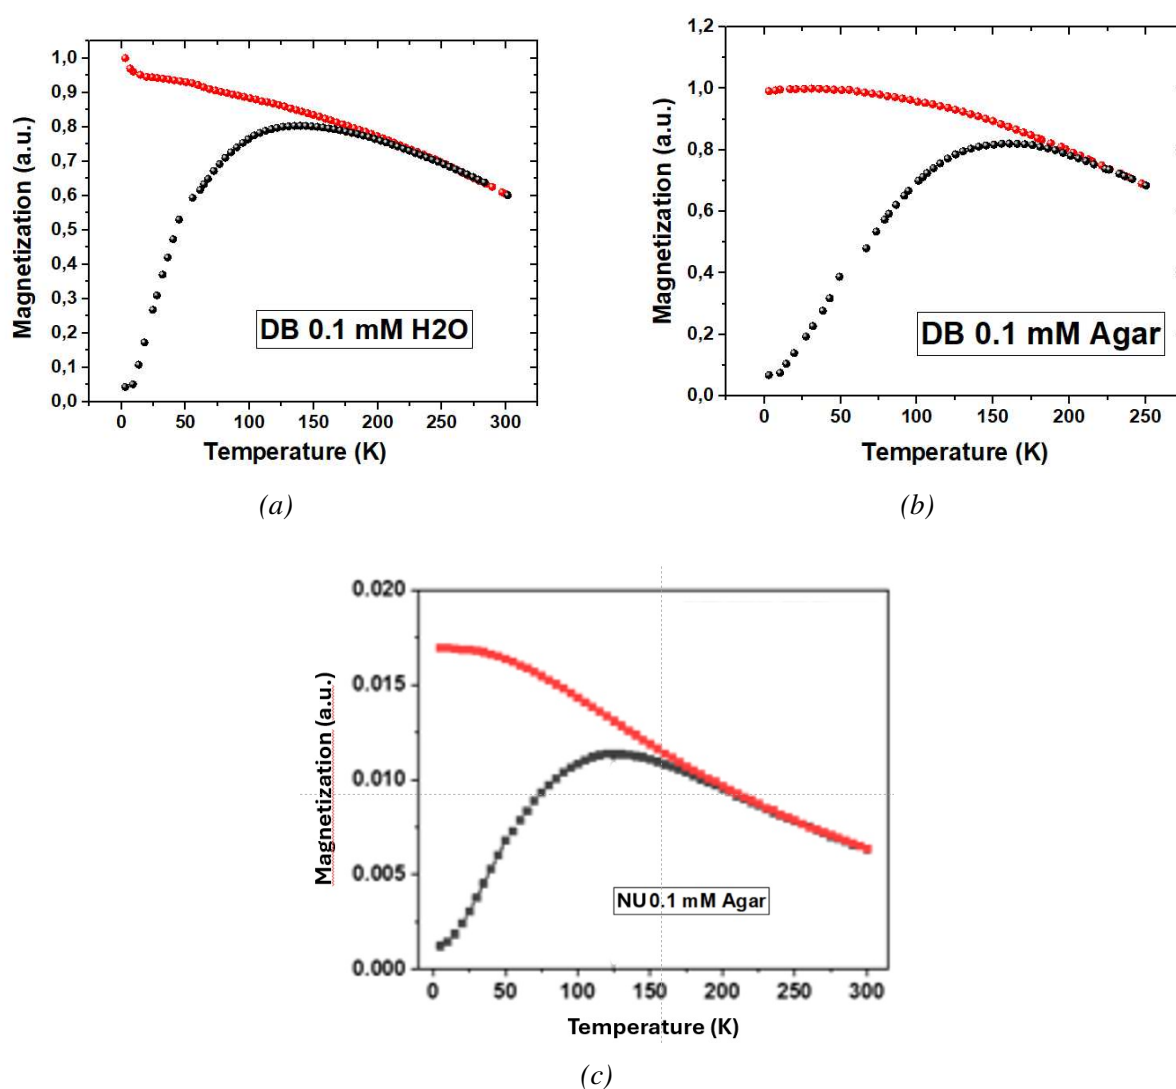 1,0
0,9
0,8
0,7
0,6
0,5
0,4
0,3
0,2
0,1
0,0
Magnetization (a.u.)
DB 0.1 mM H2O
0 50 100 150 200 250 300
Temperature (K)
(a)
1,2
1,0
0,8
0,6
0,4
0,2
0,0
Magnetization (a.u.)
DB 0.1 mM Agar
0 50 100 150 200 250
Temperature (K)
(b)
0.020
0.015
0.010
0.005
0.000
Magnetization (a.u.)
NU 0.1 mM Agar
0 50 100 150 200 250 300
Temperature (K)
(c)